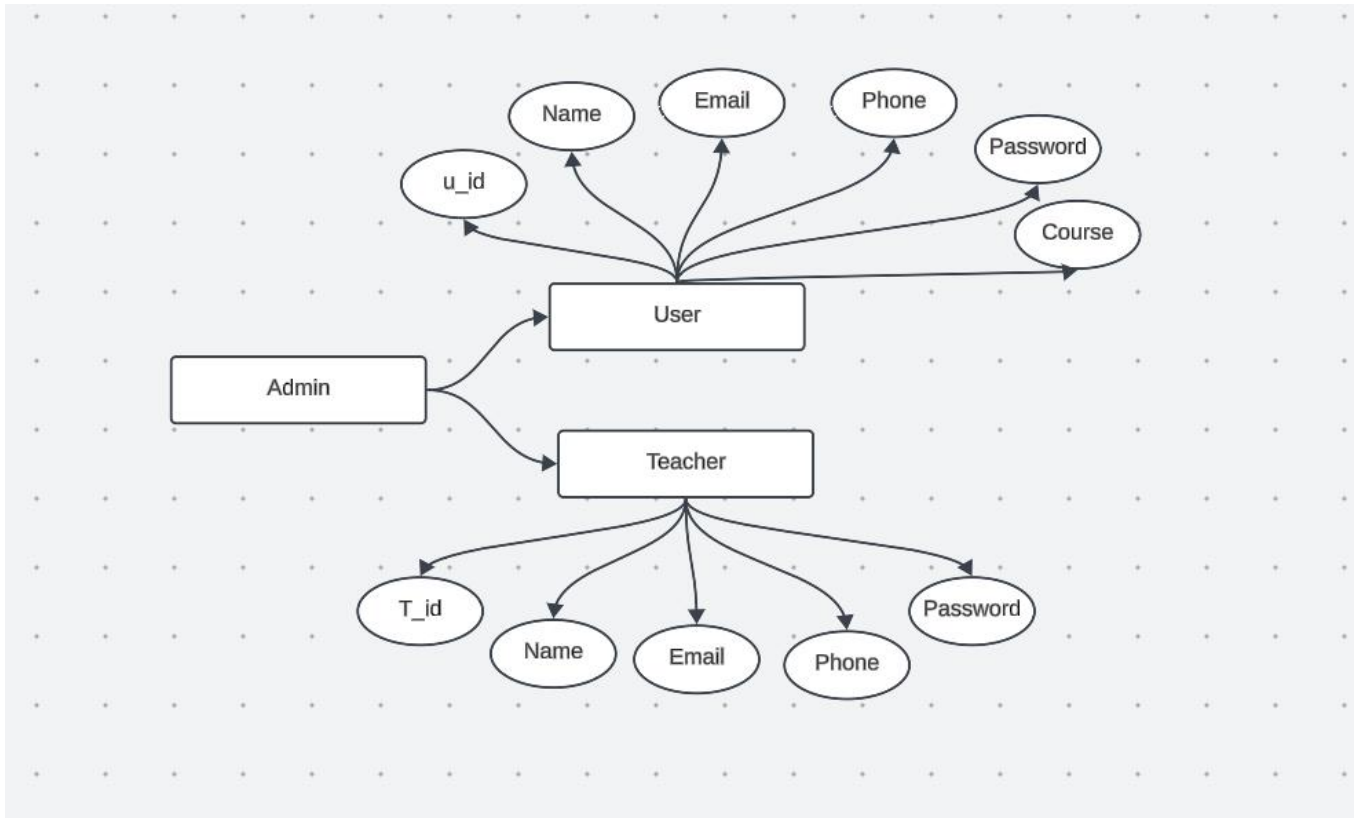 Name
Email
Phone
Password
u_id
Course
User
Admin
Teacher
T_id
Name
Email
Phone
Password